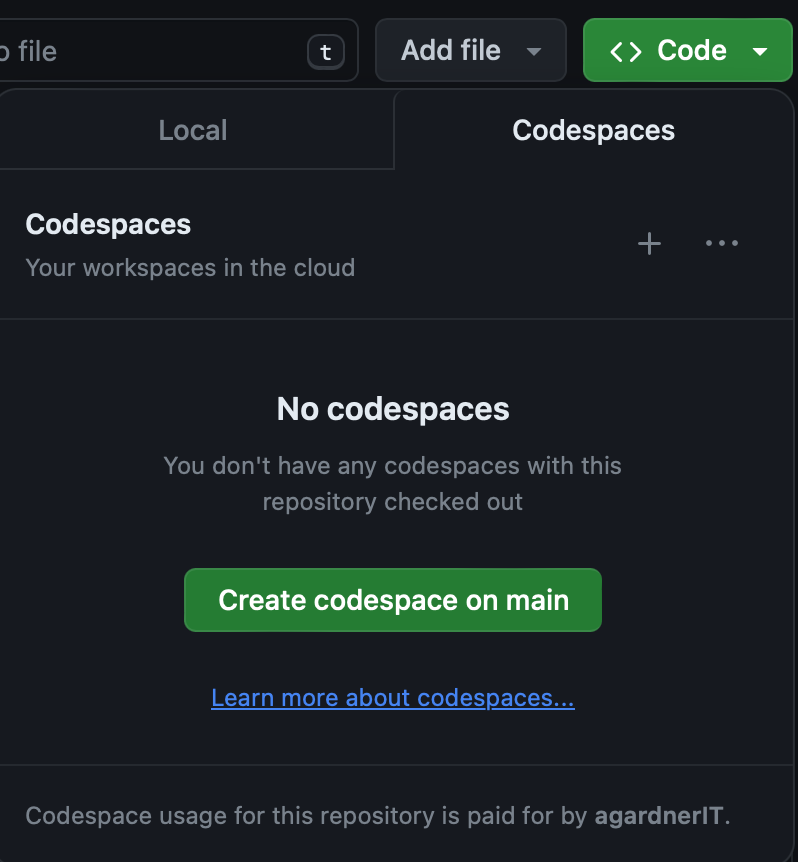 file
t
Add file
<> Code
Local
Codespaces
Codespaces
Your workspaces in the cloud
No codespaces
You don't have any codespaces with this
repository checked out
Create codespace on main
Learn more about codespaces...
Codespace usage for this repository is paid for by agardnerIT.